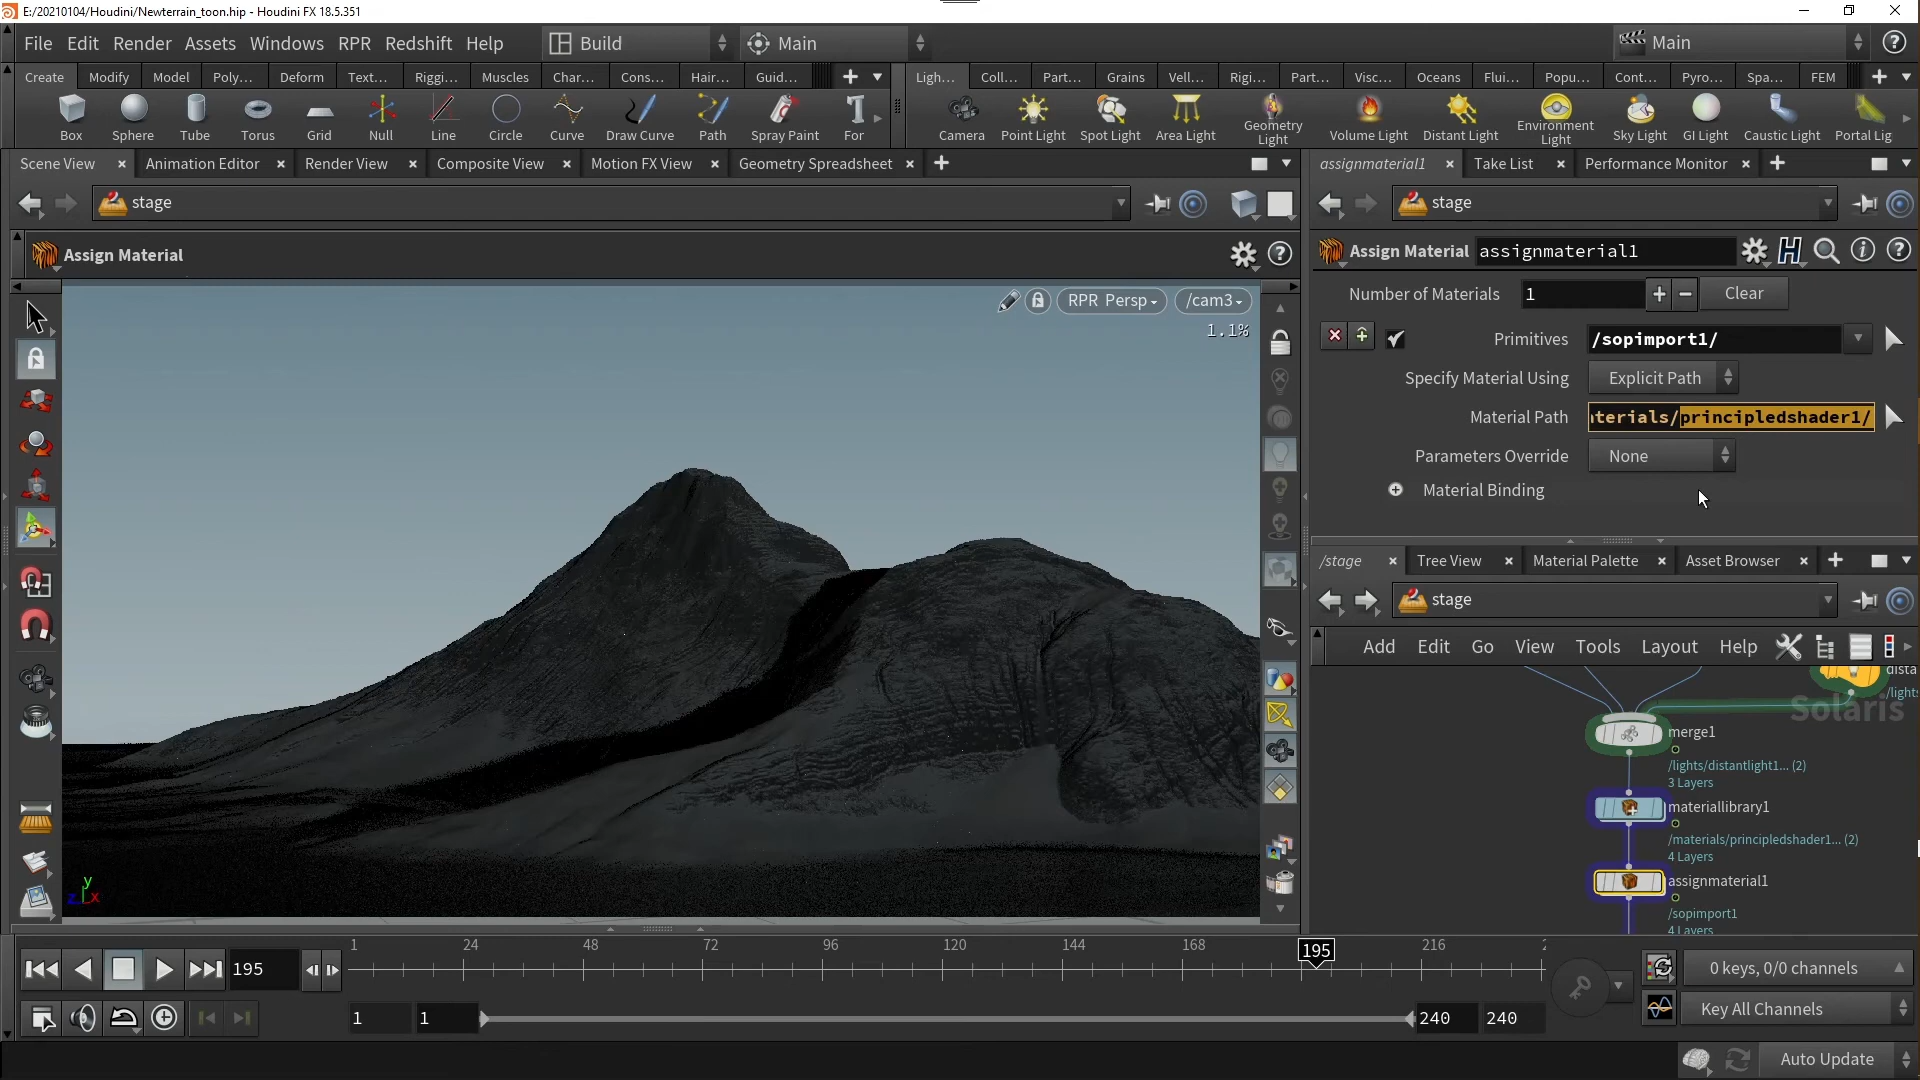 E:/20210104/Houdini/Newterrain_toon.hip - Houdini FX 18.5.351
File Edit Render Assets Windows RPR Redshift Help Build Main Main
Create Modify Model Poly... Deform Text... Riggi... Muscles Char... Cons... Hair... Guid... Ligh... Coll... Part... Grains Vell... Rigi... Part... Visc... Oceans Flui... Popu... Cont... Pyro... Spa... FEM
Box Sphere Tube Torus Grid Null Line Circle Curve Draw Curve Path Spray Paint For Camera Point Light Spot Light Area Light Geometry Light Volume Light Distant Light Environment Light Sky Light GI Light Caustic Light Portal Lig
Scene View Animation Editor Render View Composite View Motion FX View Geometry Spreadsheet assignmaterial1 Take List Performance Monitor
stage stage
Assign Material
Assign Material assignmaterial1
Number of Materials 1 Clear
RPR Persp /cam3
1.1%
Primitives /sopimport1/
Specify Material Using Explicit Path
Material Path terials/principledshader1/
Parameters Override None
Material Binding
/stage Tree View Material Palette Asset Browser
stage
Add Edit Go View Tools Layout Help
dista
/lights
Solaris
merge1
/lights/distantlight1... (2)
3 Layers
materiallibrary1
/materials/principledshader1... (2)
4 Layers
assignmaterial1
/sopimport1
4 Layers
y
z x
1 24 48 72 96 120 144 168 195 216 2
195
0 keys, 0/0 channels
1 1 240 240
Key All Channels
Auto Update